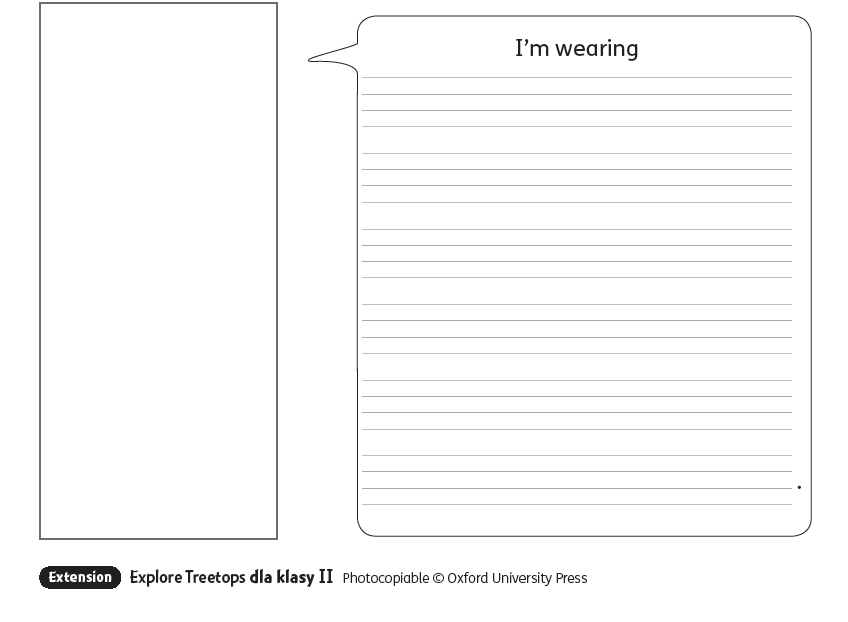 I'm wearing
.
Extension Explore Treetops dla klasy II Photocopiable © Oxford University Press